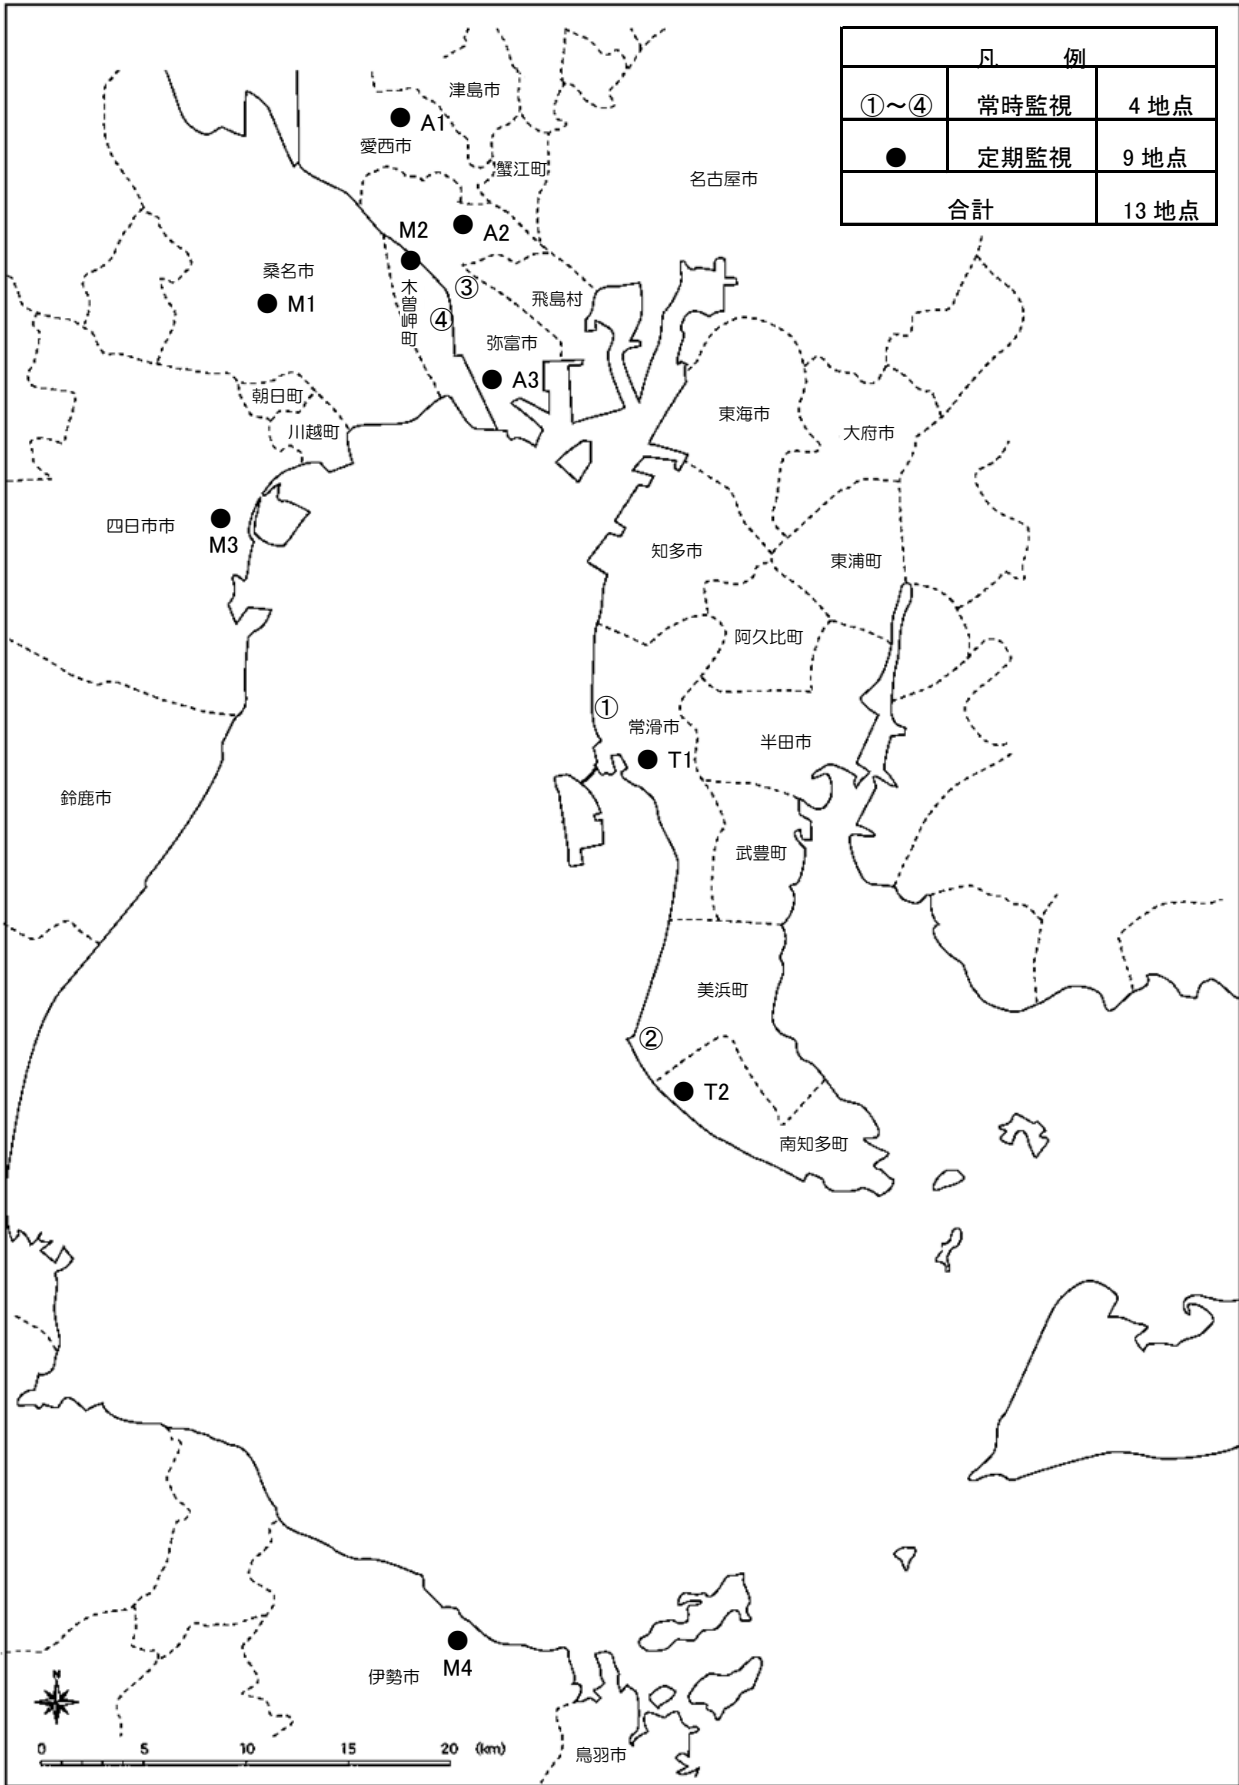 凡　例
①～④ 常時監視 4 地点
● 定期監視 9 地点
合計 13 地点
津島市
A1
愛西市
蟹江町
名古屋市
M2
A2
桑名市
M1
木曽岬町
③
飛島村
④
弥富市
A3
朝日町
川越町
東海市
大府市
四日市市
M3
知多市
東浦町
阿久比町
①
常滑市
T1
半田市
鈴鹿市
武豊町
美浜町
②
T2
南知多町
伊勢市
M4
鳥羽市
N
0 5 10 15 20 (km)